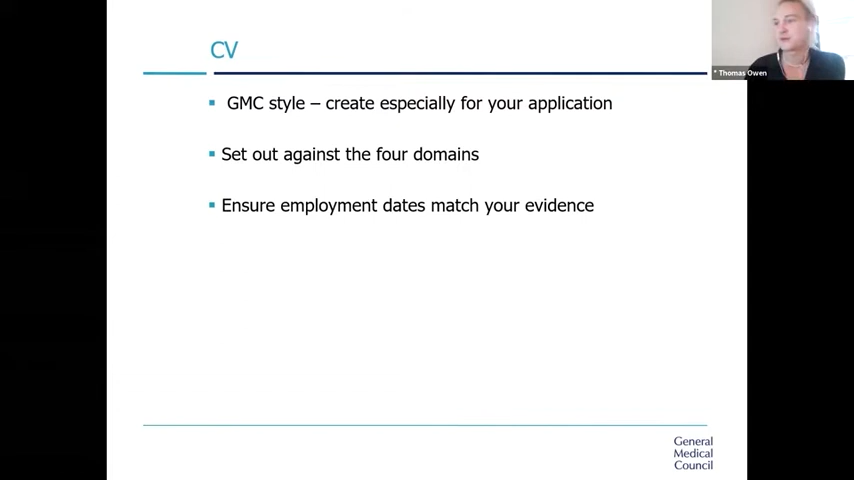 CV
* Thomas Owen
▪ GMC style – create especially for your application
▪ Set out against the four domains
▪ Ensure employment dates match your evidence
General
Medical
Council